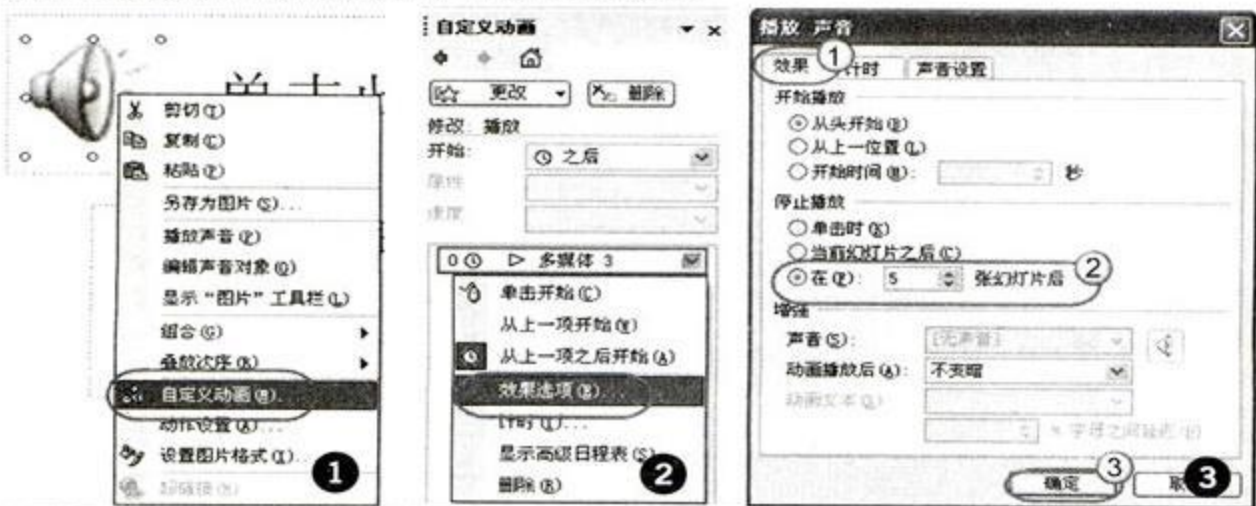 剪切(T)
复制(C)
粘贴(P)
另存为图片(S)...
播放声音(P)
编辑声音对象(O)
显示“图片”工具栏(L)
组合(G)
叠放次序(R)
自定义动画(M)...
动作设置(A)...
设置图片格式(I)...
1
自定义动画
更改
删除
修改: 播放
开始:
之后
属性
速度
0 多媒体 3
单击开始(C)
从上一项开始(W)
从上一项之后开始(A)
效果选项(E)...
计时(T)...
显示高级日程表(S)
删除(R)
2
播放 声音
效果 1 计时 声音设置
开始播放
从头开始(B)
从上一位置(L)
开始时间(M): 秒
停止播放
单击时(K)
当前幻灯片之后(C)
在(F): 5 张幻灯片后 2
增强
声音(S): [无声音]
动画播放后(A): 不变暗
动画文本(X)
% 字母之间延迟(D)
3
确定
取
3